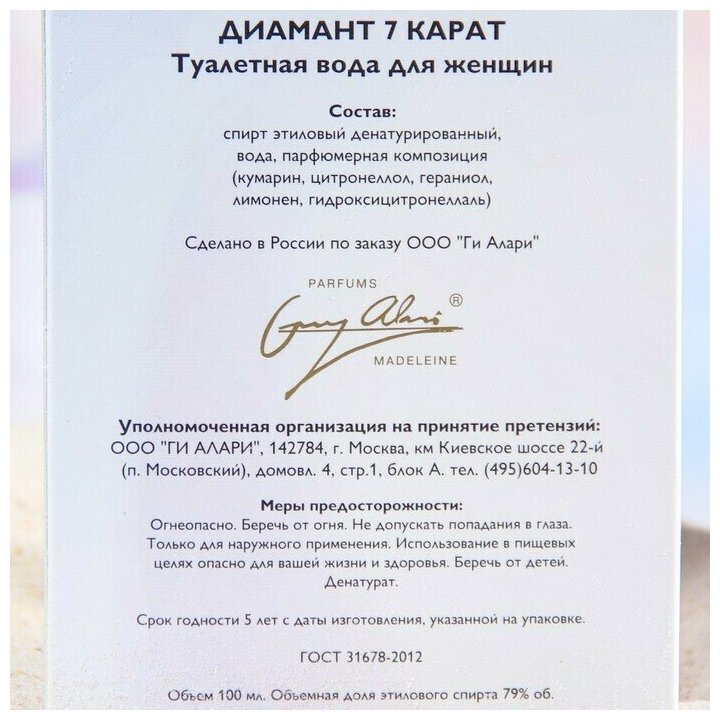 ДИАМАНТ 7 КАРАТ
Туалетная вода для женщин
Состав:
спирт этиловый денатурированный,
вода, парфюмерная композиция
(кумарин, цитронеллол, гераниол,
лимонен, гидроксицитронеллаль)
Сделано в России по заказу ООО "Ги Алари"
PARFUMS
Guy Alari ®
MADELEINE
Уполномоченная организация на принятие претензий:
ООО "ГИ АЛАРИ", 142784, г. Москва, км Киевское шоссе 22-й
(п. Московский), домовл. 4, стр.1, блок А. тел. (495)604-13-10
Меры предосторожности:
Огнеопасно. Беречь от огня. Не допускать попадания в глаза.
Только для наружного применения. Использование в пищевых
целях опасно для вашей жизни и здоровья. Беречь от детей.
Денатурат.
Срок годности 5 лет с даты изготовления, указанной на упаковке.
ГОСТ 31678-2012
Объем 100 мл. Объемная доля этилового спирта 79% об.